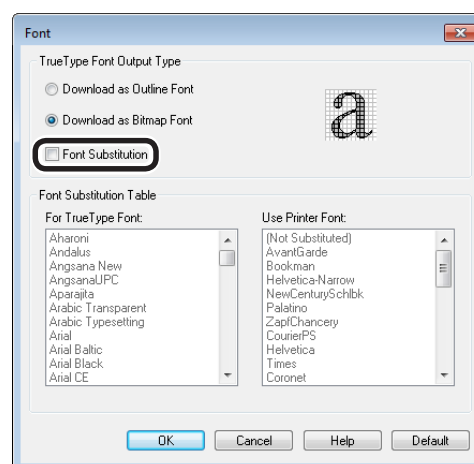 Font
TrueType Font Output Type
Download as Outline Font
Download as Bitmap Font
a
Font Substitution
Font Substitution Table
For TrueType Font:
Aharoni
Andalus
Angsana New
AngsanaUPC
Aparajita
Arabic Transparent
Arabic Typesetting
Arial
Arial Baltic
Arial Black
Arial CE
Use Printer Font:
(Not Substituted)
AvantGarde
Bookman
Helvetica-Narrow
NewCenturySchlbk
Palatino
ZapfChancery
CourierPS
Helvetica
Times
Coronet
OK Cancel Help Default